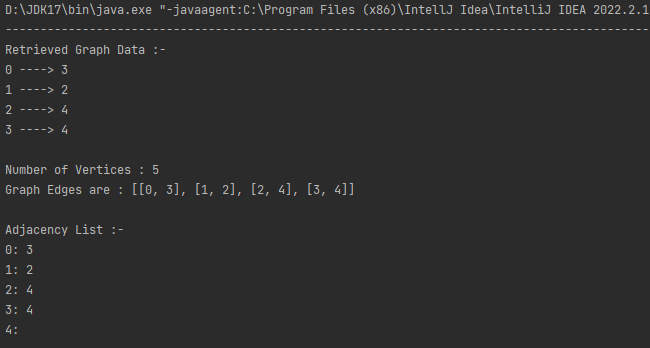 D:\JDK17\bin\java.exe "-javaagent:C:\Program Files (x86)\IntellJ Idea\IntelliJ IDEA 2022.2.1
--------------------------------------------------------------------------------------------
Retrieved Graph Data :-
0 ----> 3
1 ----> 2
2 ----> 4
3 ----> 4
Number of Vertices : 5
Graph Edges are : [[0, 3], [1, 2], [2, 4], [3, 4]]
Adjacency List :-
0: 3
1: 2
2: 4
3: 4
4: